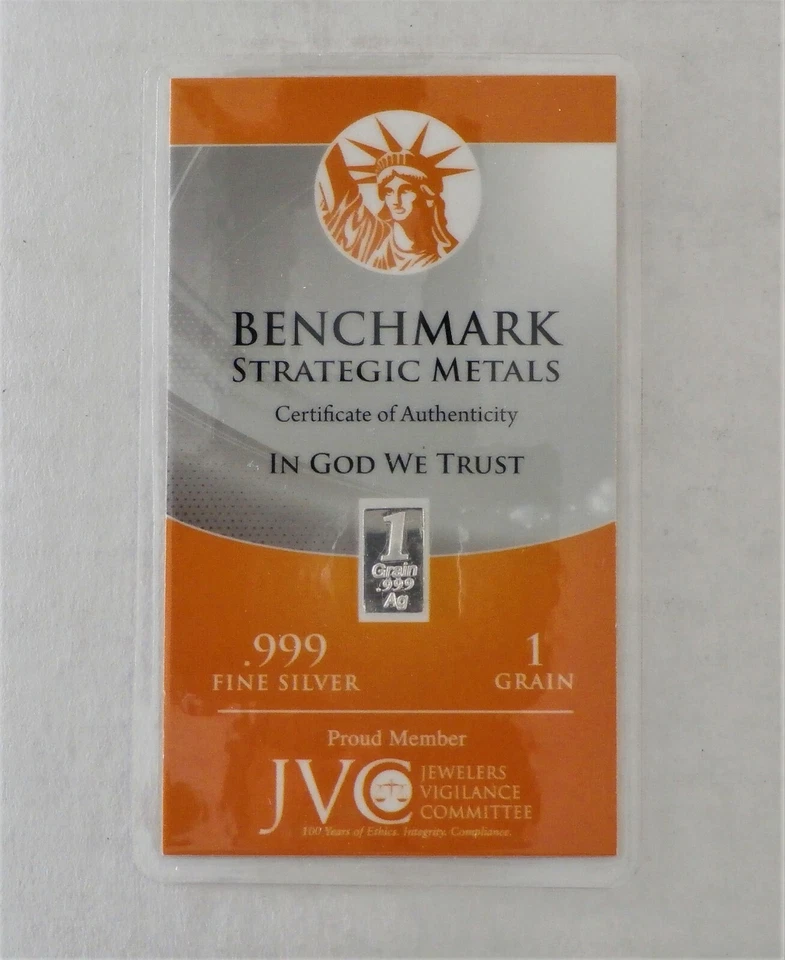 BENCHMARK
STRATEGIC METALS
Certificate of Authenticity
IN GOD WE TRUST
1
Grain
.999
Ag
.999
FINE SILVER
1
GRAIN
Proud Member
JVC
JEWELERS
VIGILANCE
COMMITTEE
100 Years of Ethics. Integrity. Compliance.